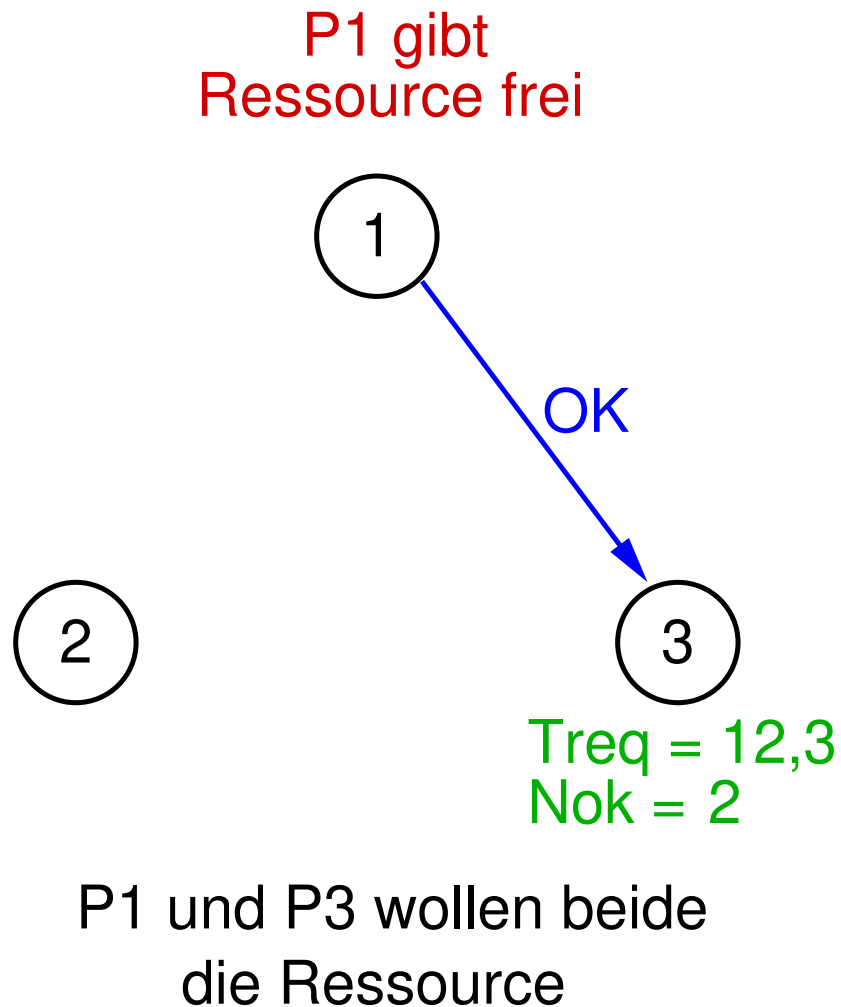 P1 gibt
Ressource frei
1
OK
2
3
Treq = 12,3
Nok = 2
P1 und P3 wollen beide
die Ressource